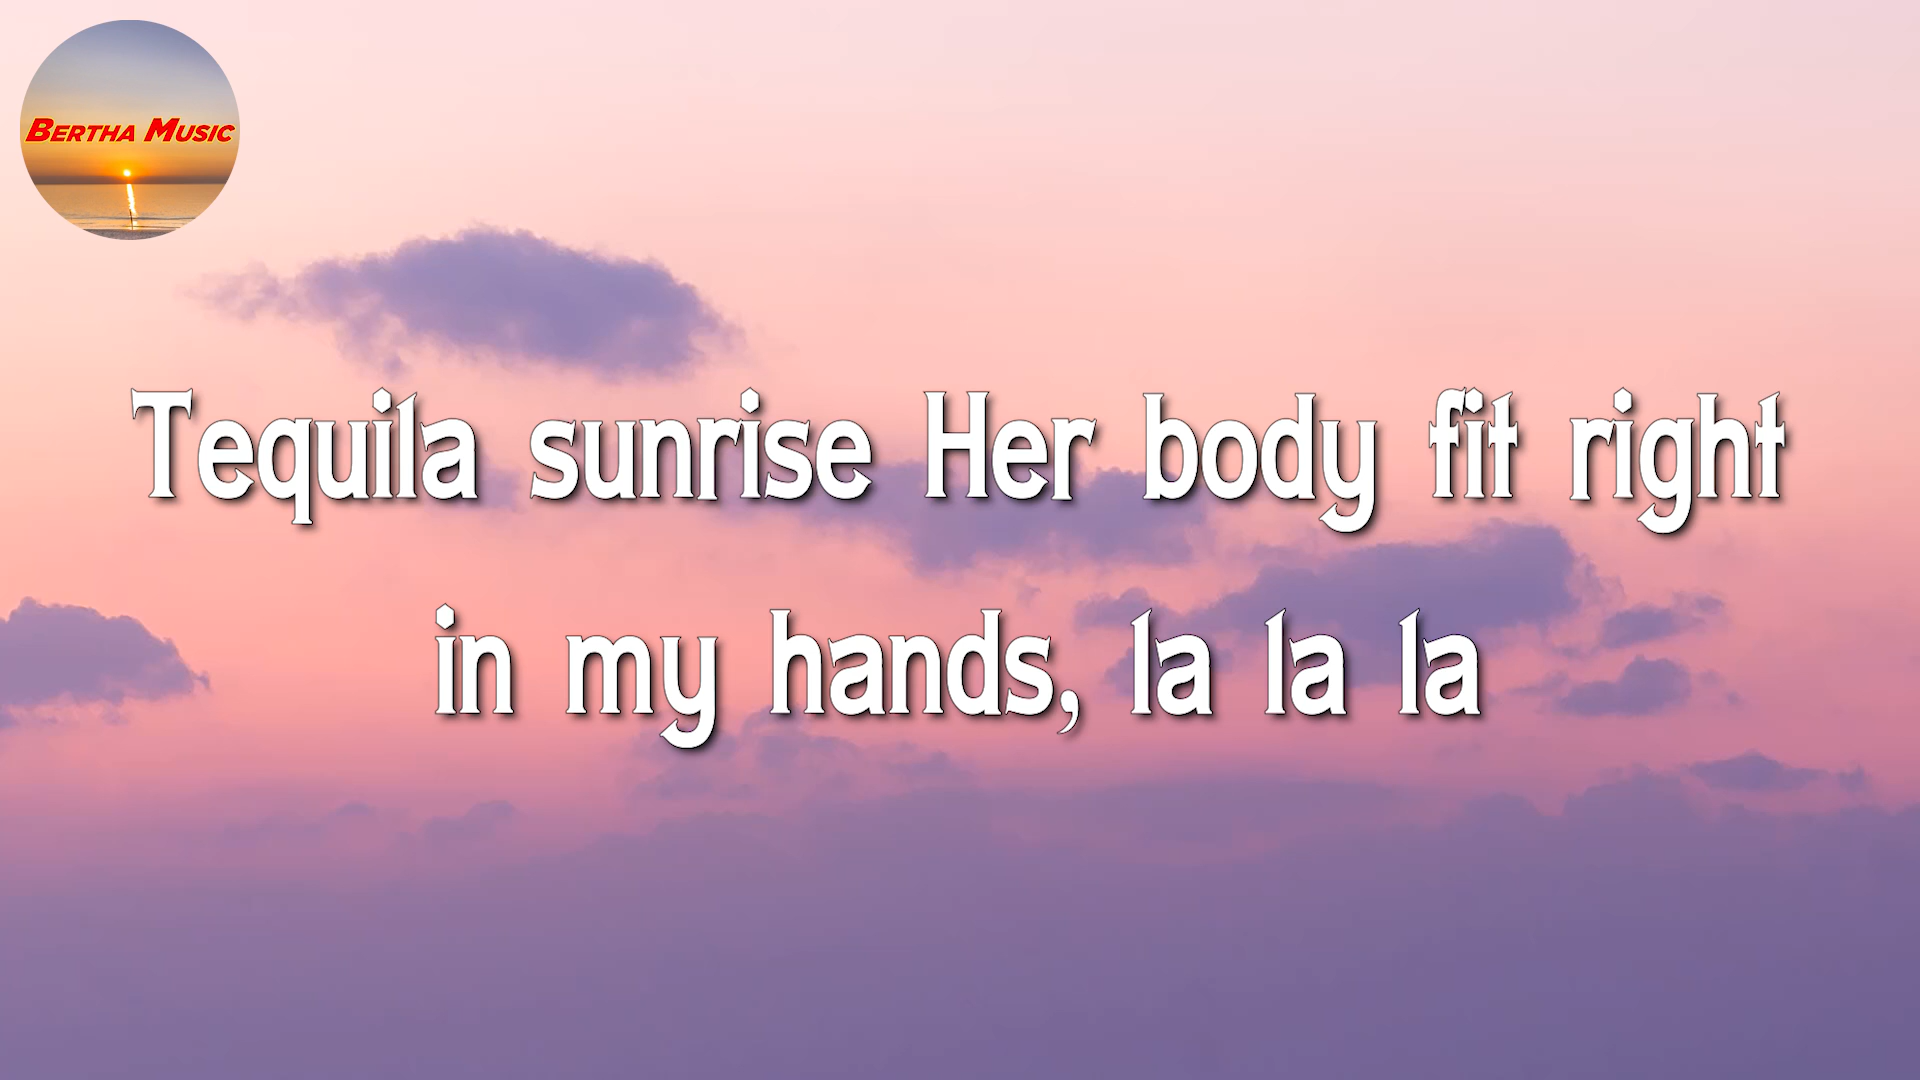 Bertha Music
Tequila sunrise Her body fit right
in my hands, la la la